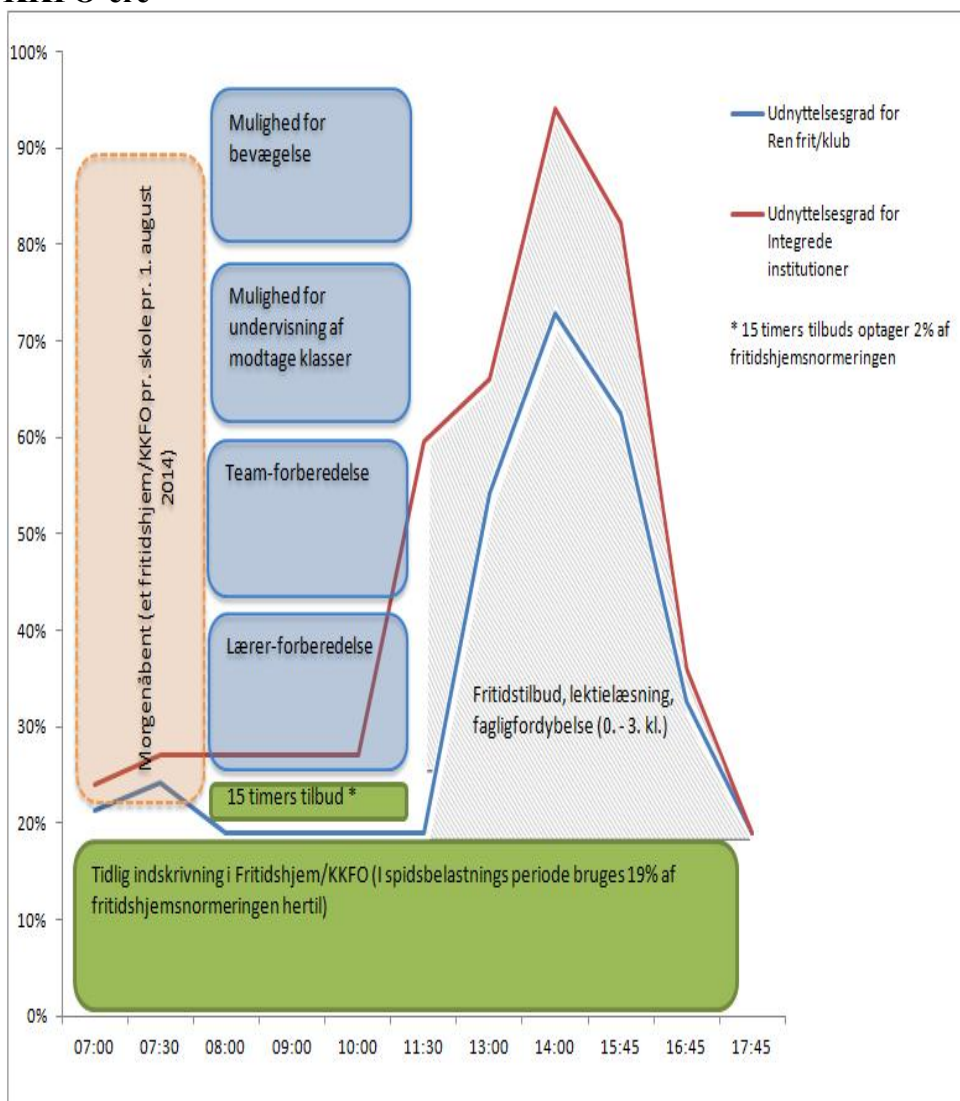 100%
90%
80%
70%
60%
50%
40%
30%
20%
10%
0%
Morgenåbent (et fritidshjem/KKFO pr. skole pr. 1. august
2014)
Mulighed for
bevægelse
Mulighed for
undervisning af
modtage klasser
Team-forberedelse
Lærer-forberedelse
15 timers tilbud *
Fritidstilbud, lektielæsning,
fagligfordybelse (0. - 3. kl.)
Tidlig indskrivning i Fritidshjem/KKFO (I spidsbelastnings periode bruges 19% af
fritidshjemsnormeringen hertil)
07:00 07:30 08:00 09:00 10:00 11:30 13:00 14:00 15:45 16:45 17:45
Udnyttelsesgrad for
Ren frit/klub
Udnyttelsesgrad for
Integrede
institutioner
* 15 timers tilbuds optager 2% af
fritidshjemsnormeringen